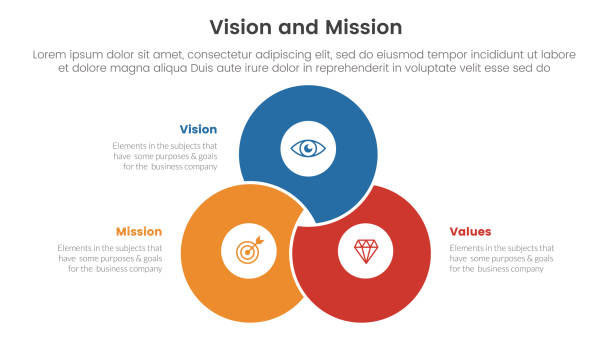 Vision and Mission
Lorem ipsum dolor sit amet, consectetur adipiscing elit, sed do eiusmod tempor incididunt ut labore
et dolore magna aliqua Duis aute irure dolor in reprehenderit in voluptate velit esse sed do
Vision
Elements in the subjects that
have some purposes & goals
for the business company
Mission
Elements in the subjects that
have some purposes & goals
for the business company
Values
Elements in the subjects that
have some purposes & goals
for the business company